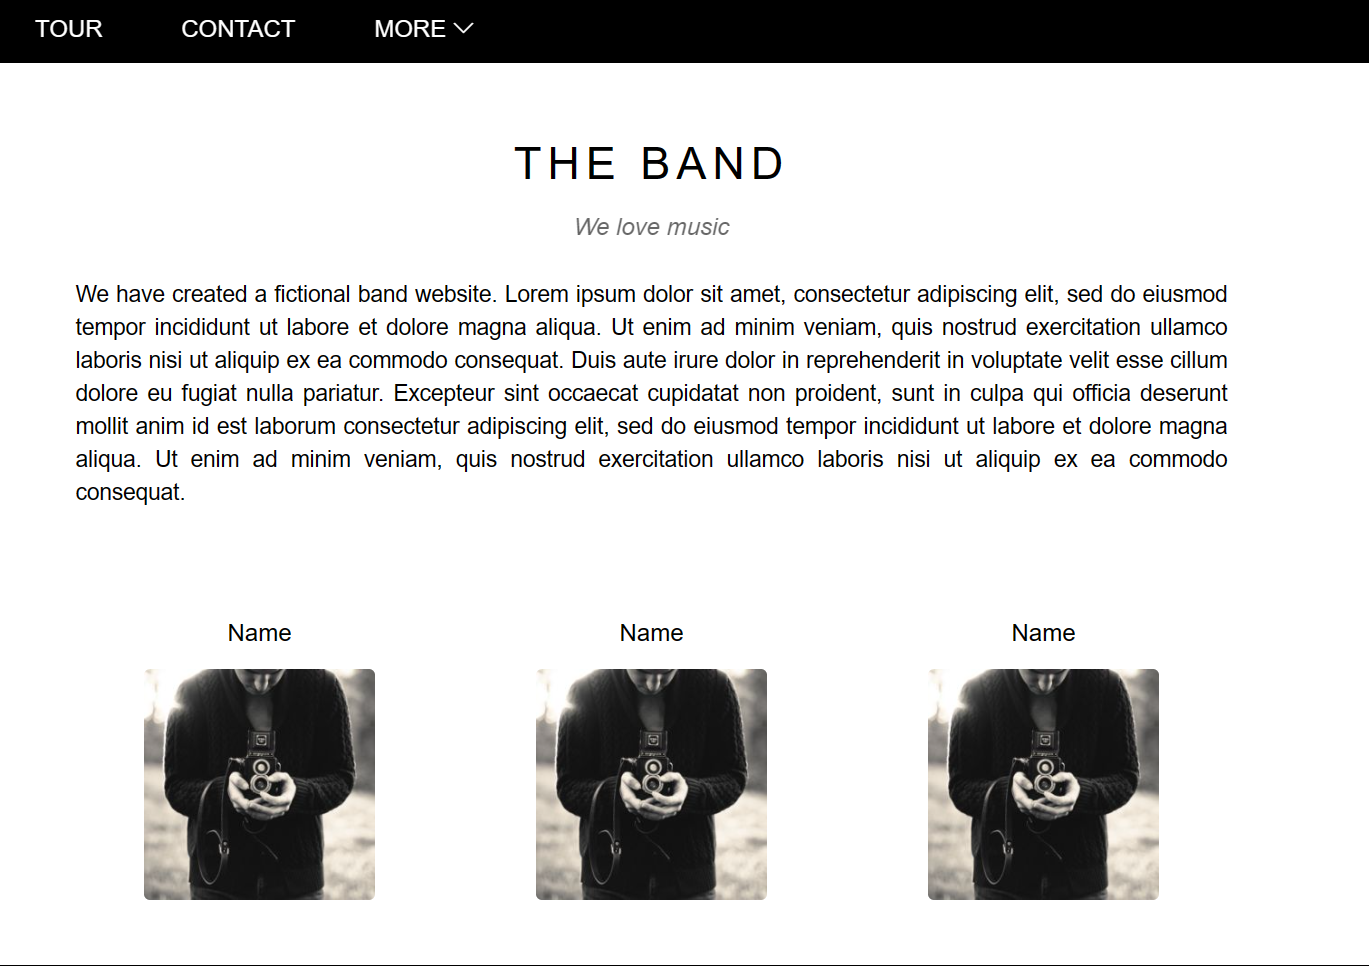 TOUR CONTACT MORE
THE BAND
We love music
We have created a fictional band website. Lorem ipsum dolor sit amet, consectetur adipiscing elit, sed do eiusmod
tempor incididunt ut labore et dolore magna aliqua. Ut enim ad minim veniam, quis nostrud exercitation ullamco
laboris nisi ut aliquip ex ea commodo consequat. Duis aute irure dolor in reprehenderit in voluptate velit esse cillum
dolore eu fugiat nulla pariatur. Excepteur sint occaecat cupidatat non proident, sunt in culpa qui officia deserunt
mollit anim id est laborum consectetur adipiscing elit, sed do eiusmod tempor incididunt ut labore et dolore magna
aliqua. Ut enim ad minim veniam, quis nostrud exercitation ullamco laboris nisi ut aliquip ex ea commodo
consequat.
Name Name Name